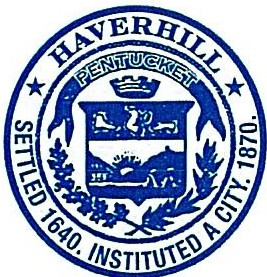 HAVERHILL
PENTUCKET
SETTLED 1640. INSTITUTED A CITY. 1870.